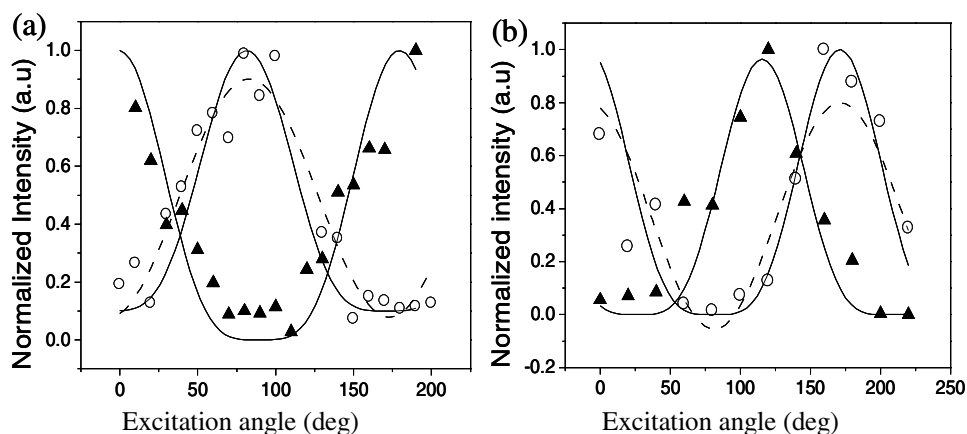 (a)
Normalized Intensity (a.u)
1.0
0.8
0.6
0.4
0.2
0.0
0 50 100 150 200
Excitation angle (deg)
(b)
Normalized intensity (a.u)
1.0
0.8
0.6
0.4
0.2
0.0
-0.2
0 50 100 150 200 250
Excitation angle (deg)